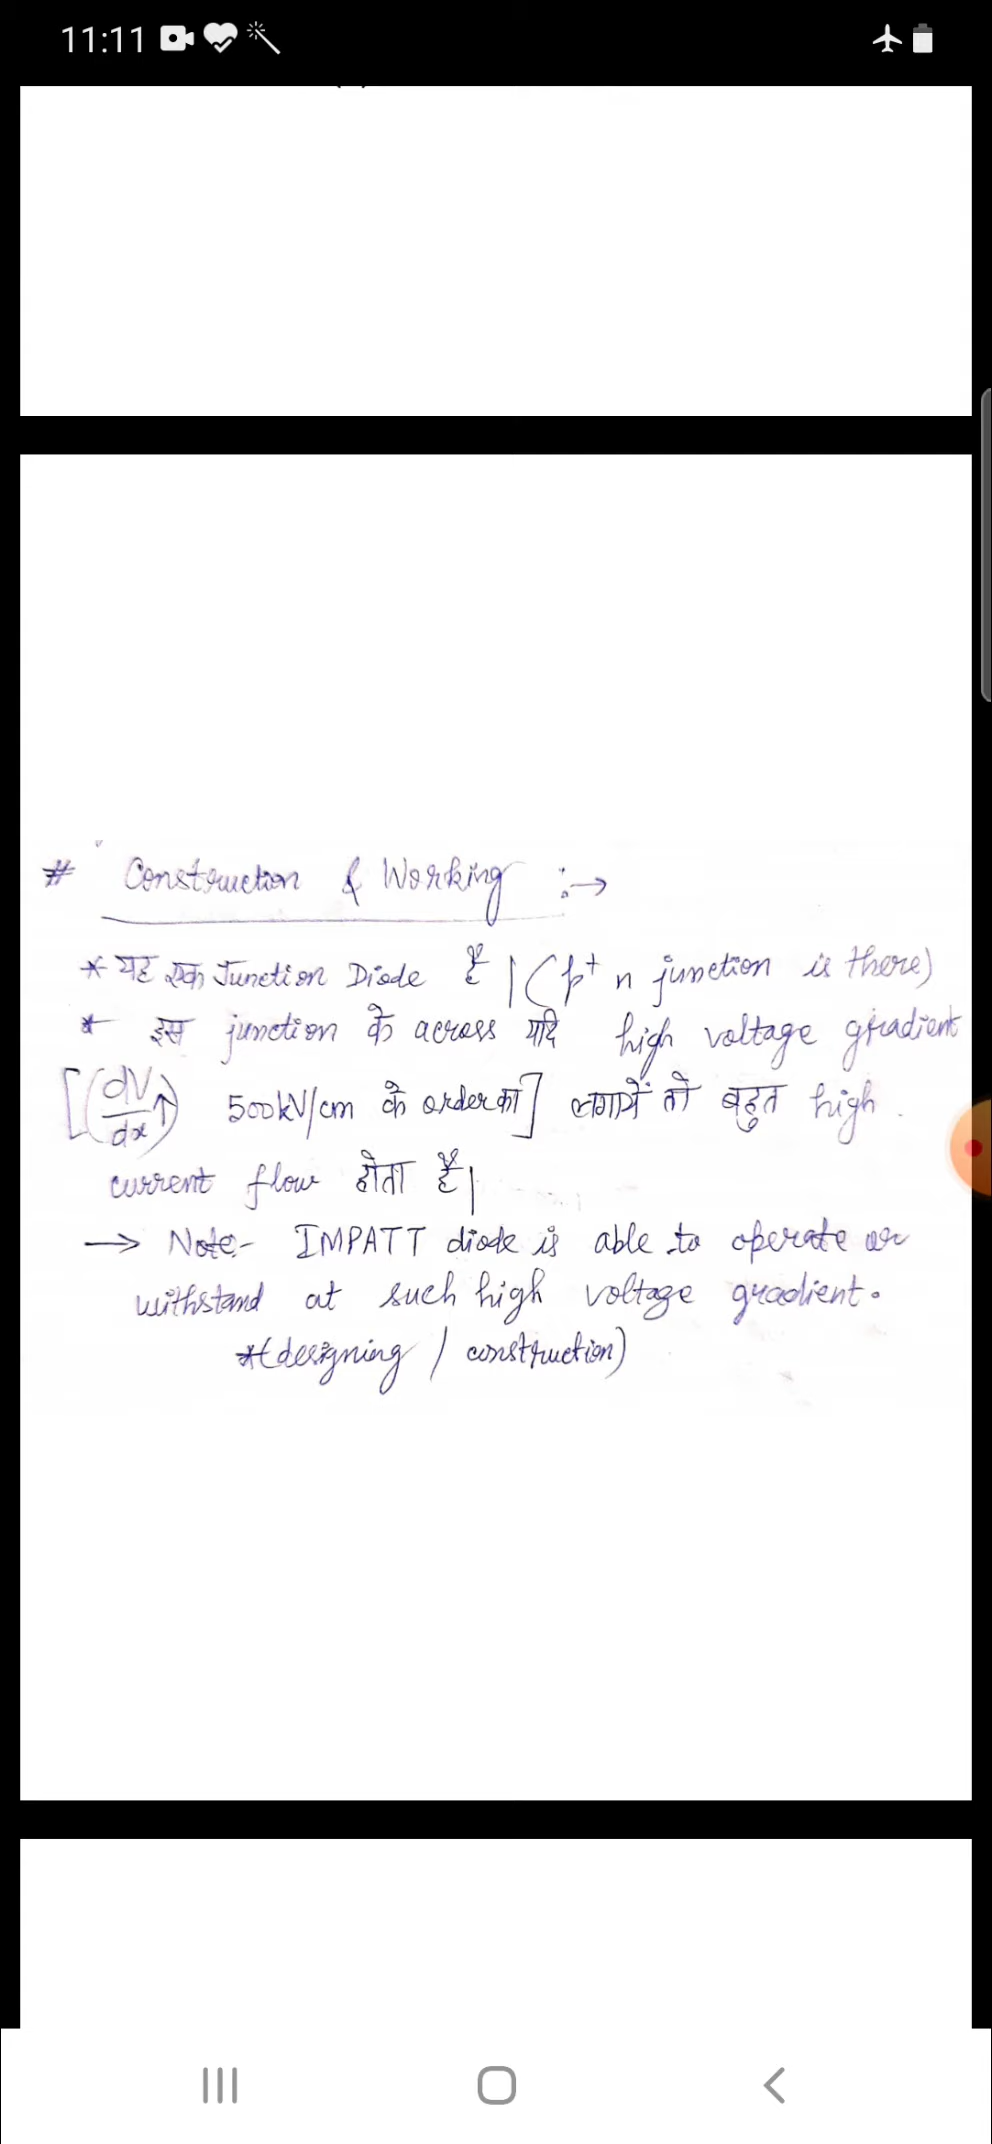 11:11
# Construction & Working :→
* यह एक Junction Diode है | (p+ n junction is there)
* इस junction के across यदि high voltage gradient
[(dV/dx ↑) 500kV/cm के order का] लगायें तो बहुत high
current flow होता है|
→ Note:- IMPATT diode is able to operate or
withstand at such high voltage gradient.
*(designing / construction)